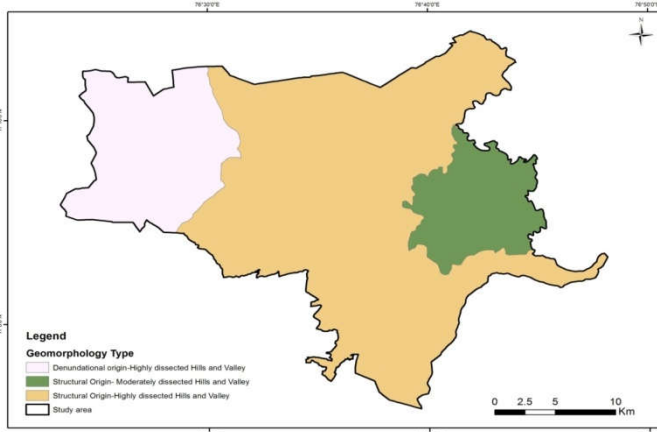 76°30'0"E 76°40'0"E 76°50'0"E
N
Legend
Geomorphology Type
Denundational origin-Highly dissected Hills and Valley
Structural Origin- Moderately dissected Hills and Valley
Structural Origin-Highly dissected Hills and Valley
Study area
0 2.5 5 10
Km